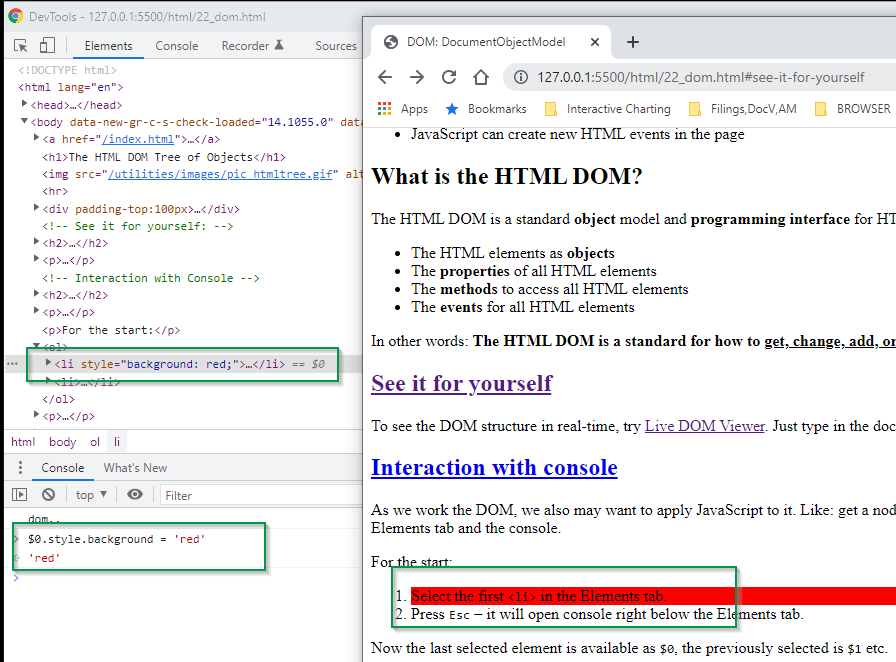 DevTools - 127.0.0.1:5500/html/22_dom.html
Elements Console Recorder Sources
<!DOCTYPE html>
<html lang="en">
<head>…</head>
<body data-new-gr-c-s-check-loaded="14.1055.0" data
<a href="/index.html">…</a>
<h1>The HTML DOM Tree of Objects</h1>
<img src="/utilities/images/pic_htmltree.gif" alt
<hr>
<div padding-top:100px>…</div>
<!-- See it for yourself: -->
<h2>…</h2>
<p>…</p>
<!-- Interaction with Console -->
<h2>…</h2>
<p>…</p>
<p>For the start:</p>
<ol>
<li style="background: red;">…</li> == $0
<li>…</li>
</ol>
<p>…</p>
html body ol li
Console What's New
top ▼ Filter
dom..
> $0.style.background = 'red'
'red'
>
DOM: DocumentObjectModel
127.0.0.1:5500/html/22_dom.html#see-it-for-yourself
Apps Bookmarks Interactive Charting Filings,DocV,AM BROWSER
• JavaScript can create new HTML events in the page
What is the HTML DOM?
The HTML DOM is a standard object model and programming interface for HT
• The HTML elements as objects
• The properties of all HTML elements
• The methods to access all HTML elements
• The events for all HTML elements
In other words: The HTML DOM is a standard for how to get, change, add, or
See it for yourself
To see the DOM structure in real-time, try Live DOM Viewer. Just type in the doc
Interaction with console
As we work the DOM, we also may want to apply JavaScript to it. Like: get a nod
Elements tab and the console.
For the start:
1. Select the first <li> in the Elements tab.
2. Press Esc – it will open console right below the Elements tab.
Now the last selected element is available as $0, the previously selected is $1 etc.